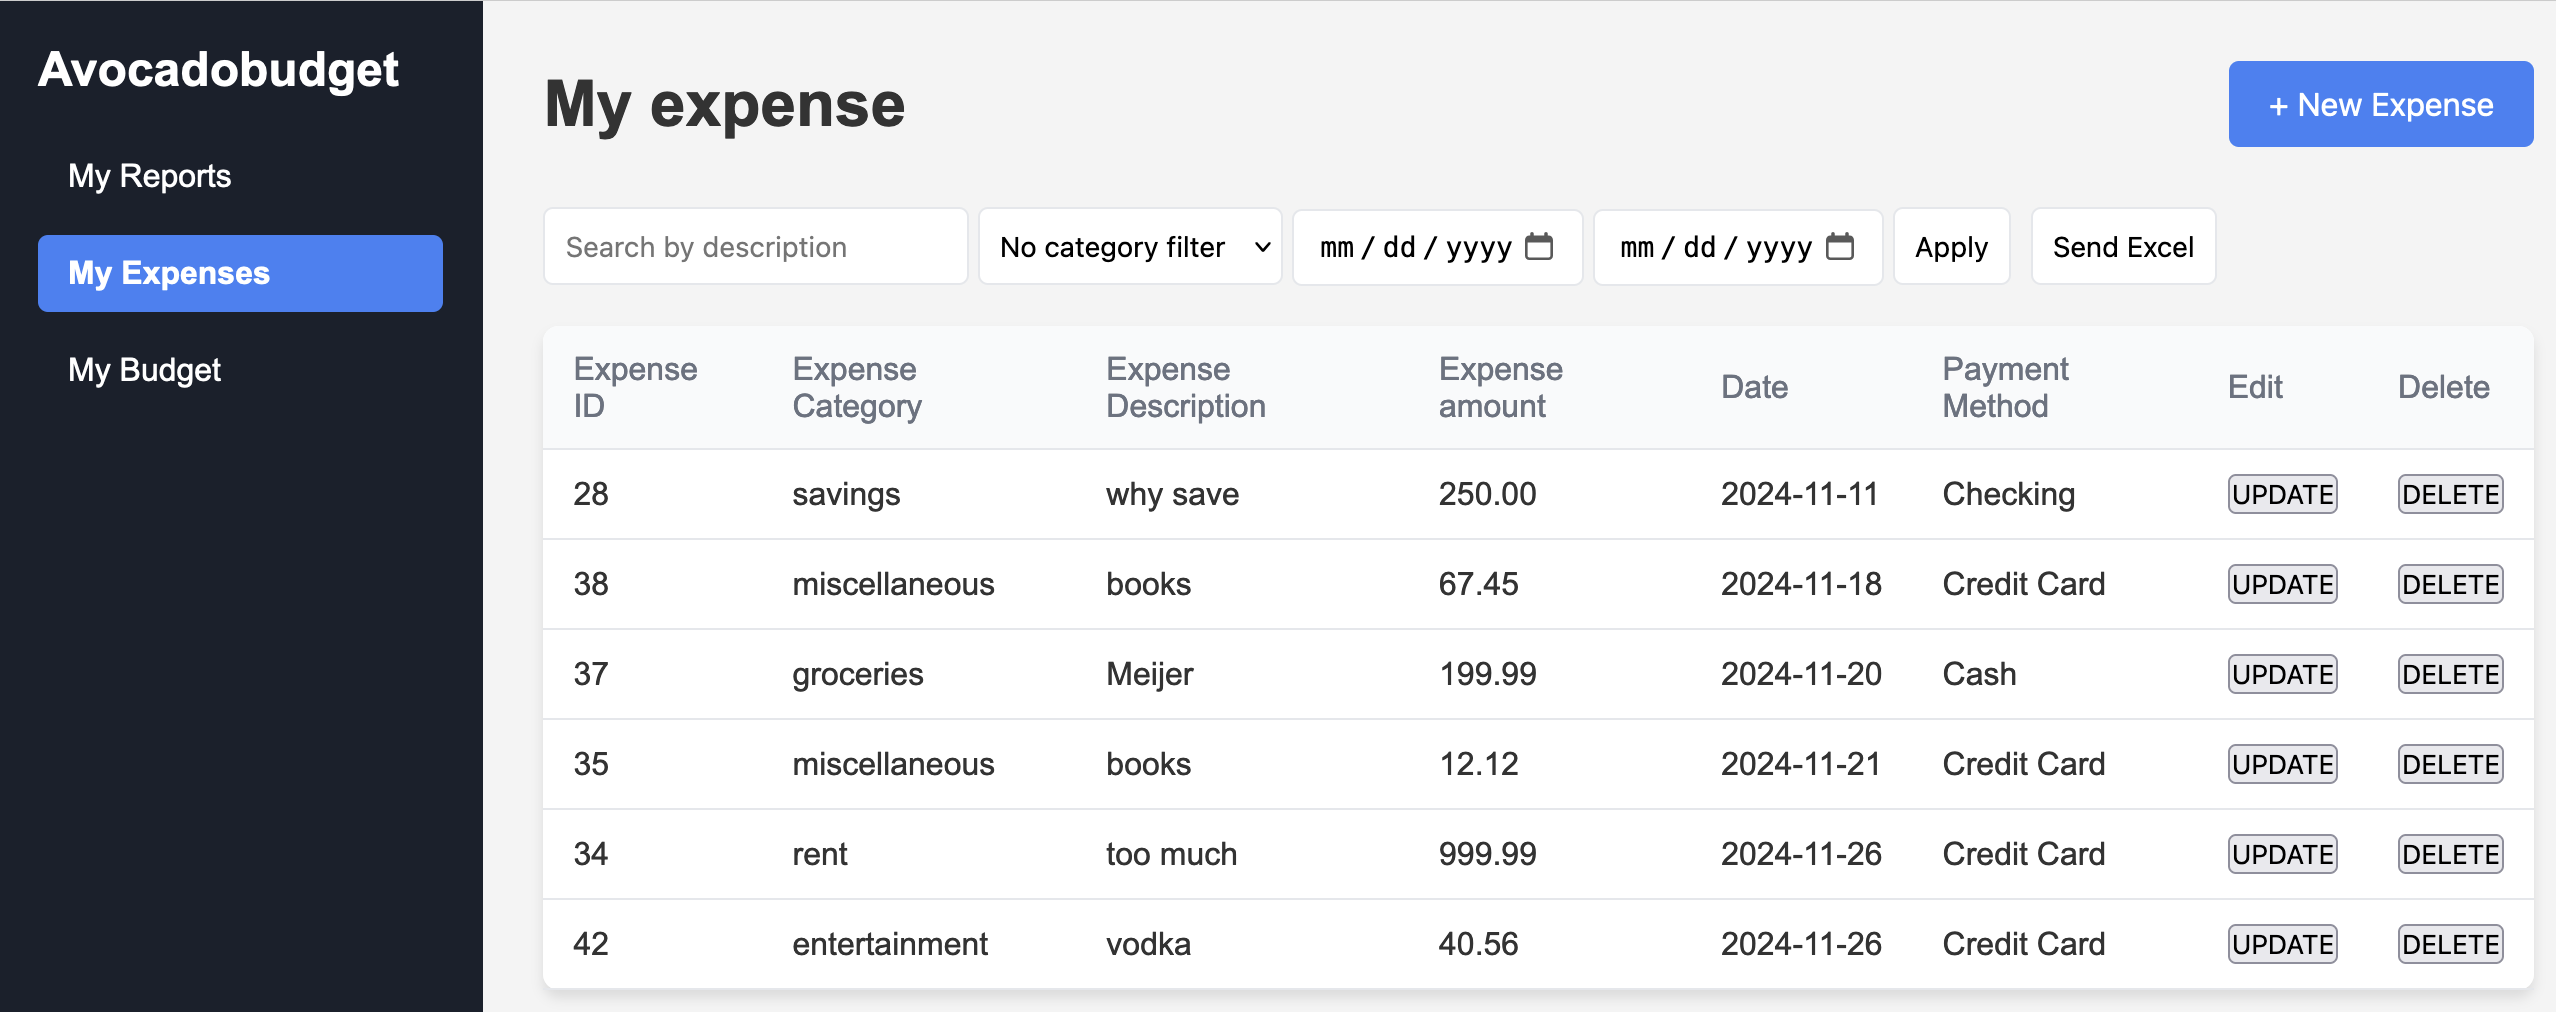 Avocadobudget
My Reports
My Expenses
My Budget
My expense
+ New Expense
Search by description
No category filter
mm / dd / yyyy
mm / dd / yyyy
Apply
Send Excel
Expense ID
Expense Category
Expense Description
Expense amount
Date
Payment Method
Edit
Delete
28 savings why save 250.00 2024-11-11 Checking UPDATE DELETE
38 miscellaneous books 67.45 2024-11-18 Credit Card UPDATE DELETE
37 groceries Meijer 199.99 2024-11-20 Cash UPDATE DELETE
35 miscellaneous books 12.12 2024-11-21 Credit Card UPDATE DELETE
34 rent too much 999.99 2024-11-26 Credit Card UPDATE DELETE
42 entertainment vodka 40.56 2024-11-26 Credit Card UPDATE DELETE